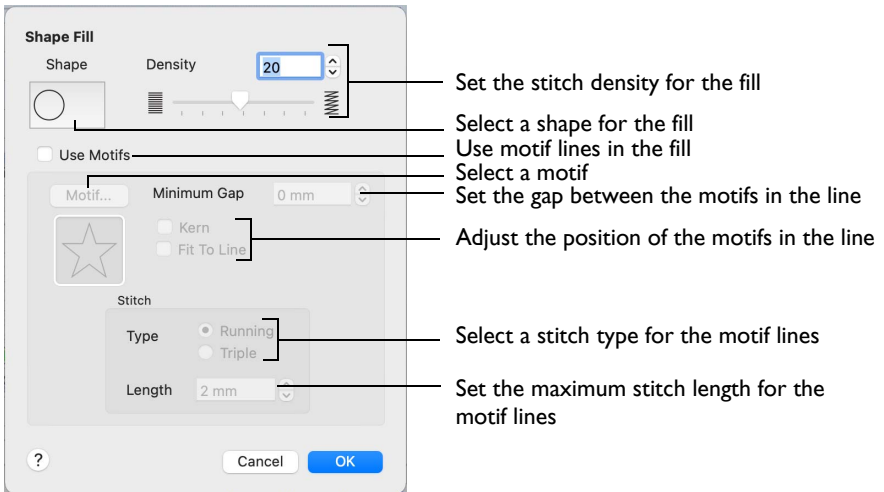 Shape Fill
Shape Density 20
Set the stitch density for the fill
Select a shape for the fill
Use Motifs
Use motif lines in the fill
Select a motif
Motif... Minimum Gap 0 mm
Set the gap between the motifs in the line
Kern
Fit To Line
Adjust the position of the motifs in the line
Stitch
Type Running
Triple
Select a stitch type for the motif lines
Length 2 mm
Set the maximum stitch length for the
motif lines
? Cancel OK